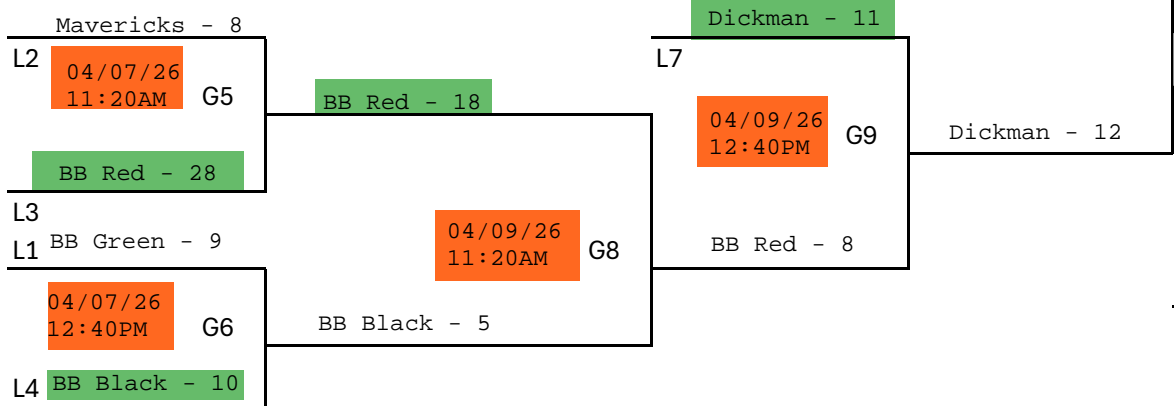 Mavericks - 8
L2
04/07/26
11:20AM
G5
BB Red - 28
L3
L1
BB Green - 9
04/07/26
12:40PM
G6
L4
BB Black - 10
BB Red - 18
04/09/26
11:20AM
G8
BB Black - 5
Dickman - 11
L7
04/09/26
12:40PM
G9
BB Red - 8
Dickman - 12